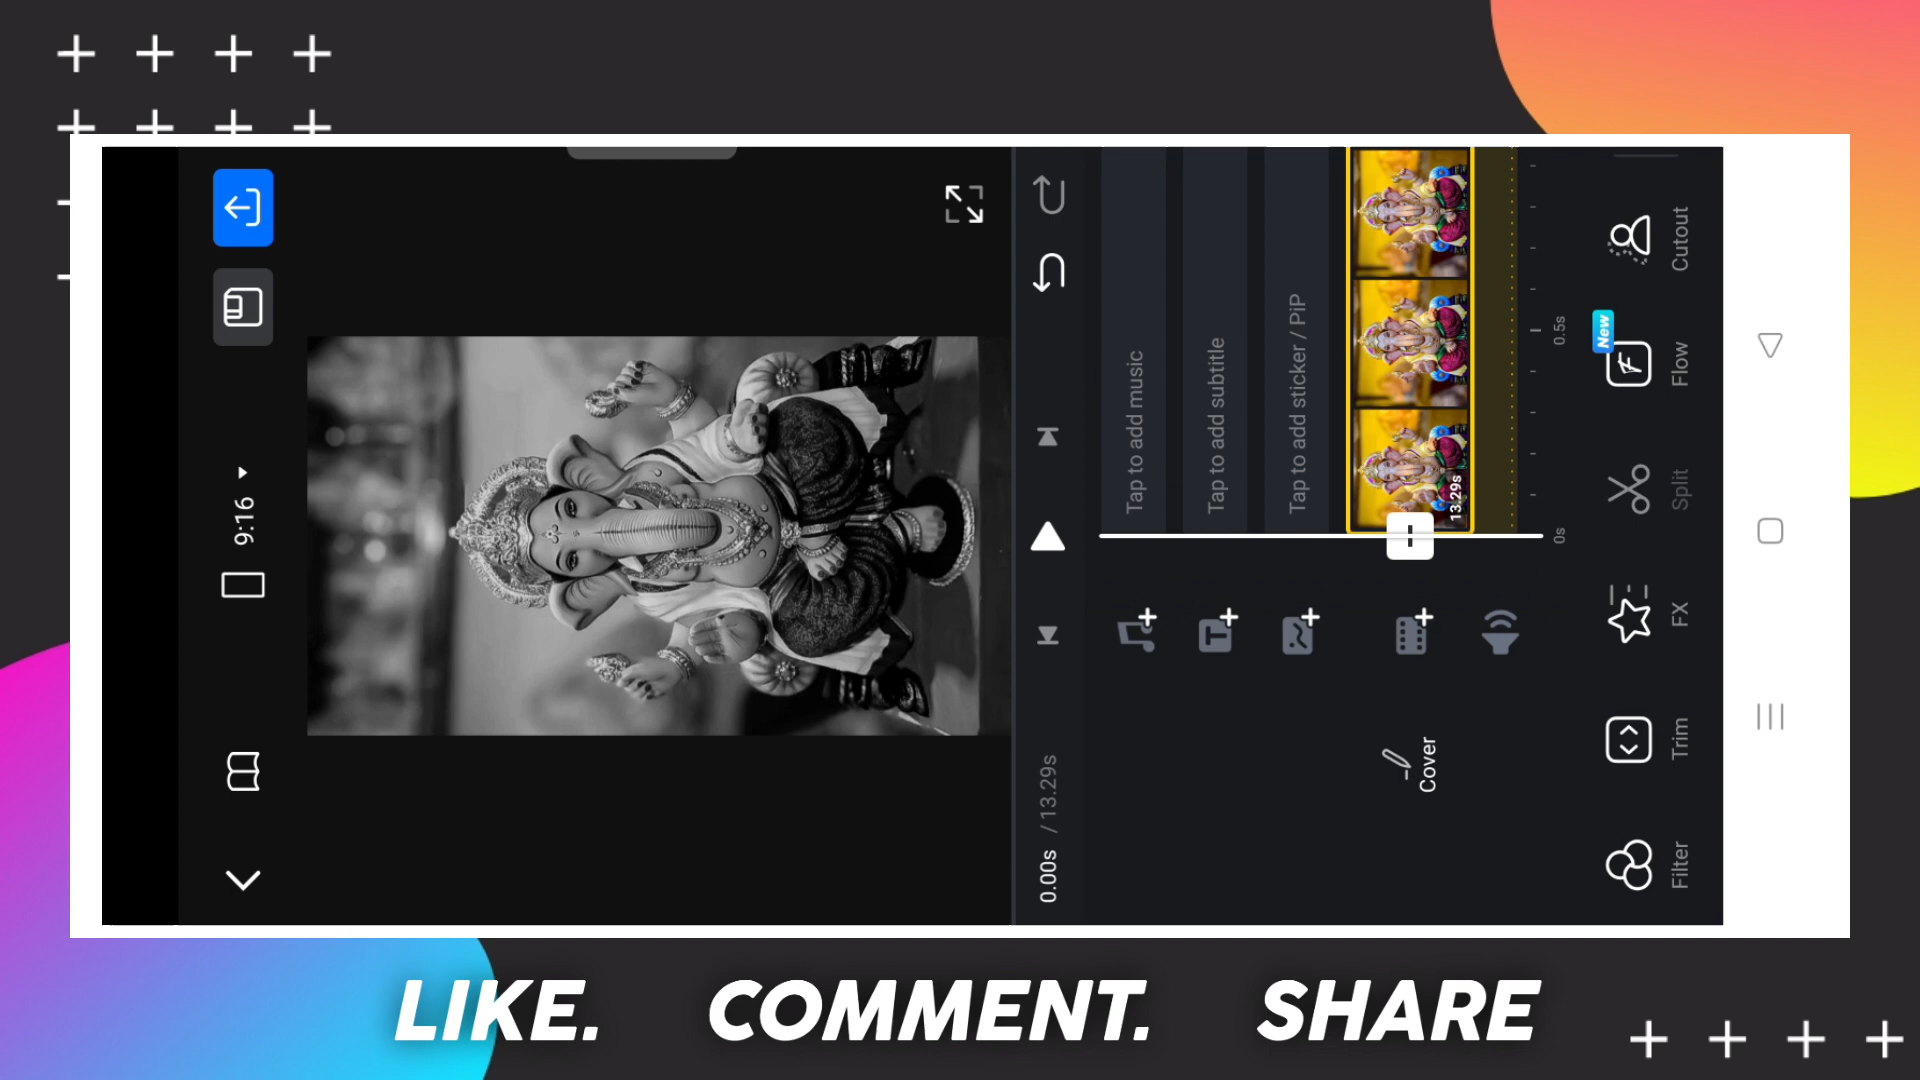 9:16
0.00s / 13.29s
Tap to add music
Tap to add subtitle
Tap to add sticker / PiP
Cover
13.29s
0s
0.5s
Filter
Trim
FX
Split
Flow
New
Cutout
LIKE. COMMENT. SHARE